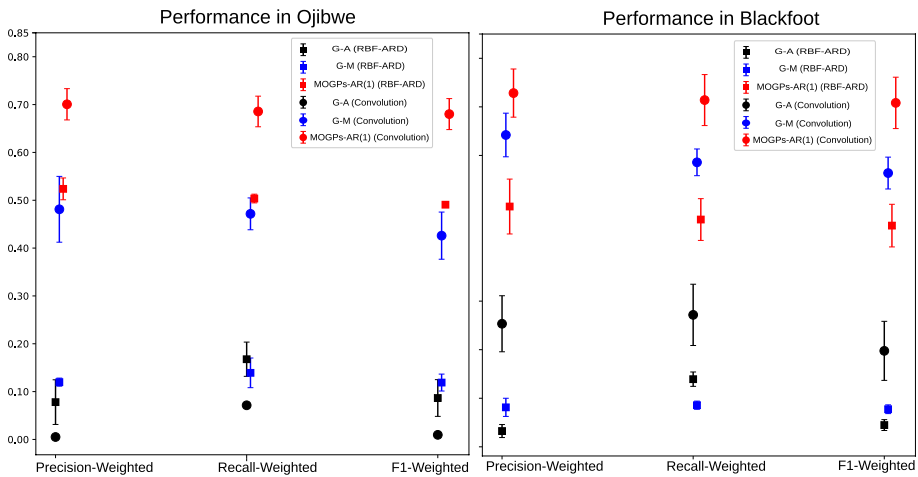 Performance in Ojibwe
0.85
0.70
0.60
0.50
0.40
0.30
0.20
0.10
0.00
G-A (RBF-ARD)
G-M (RBF-ARD)
MOGPs-AR(1) (RBF-ARD)
G-A (Convolution)
G-M (Convolution)
MOGPs-AR(1) (Convolution)
Precision-Weighted
Recall-Weighted
F1-Weighted
Performance in Blackfoot
G-A (RBF-ARD)
G-M (RBF-ARD)
MOGPs-AR(1) (RBF-ARD)
G-A (Convolution)
G-M (Convolution)
MOGPs-AR(1) (Convolution)
Precision-Weighted
Recall-Weighted
F1-Weighted